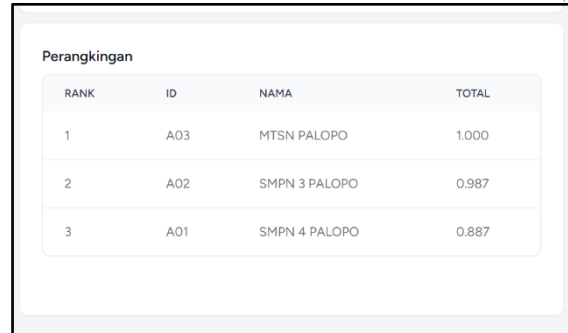 Perangkingan
RANK ID NAMA TOTAL
1 A03 MTSN PALOPO 1.000
2 A02 SMPN 3 PALOPO 0.987
3 A01 SMPN 4 PALOPO 0.887